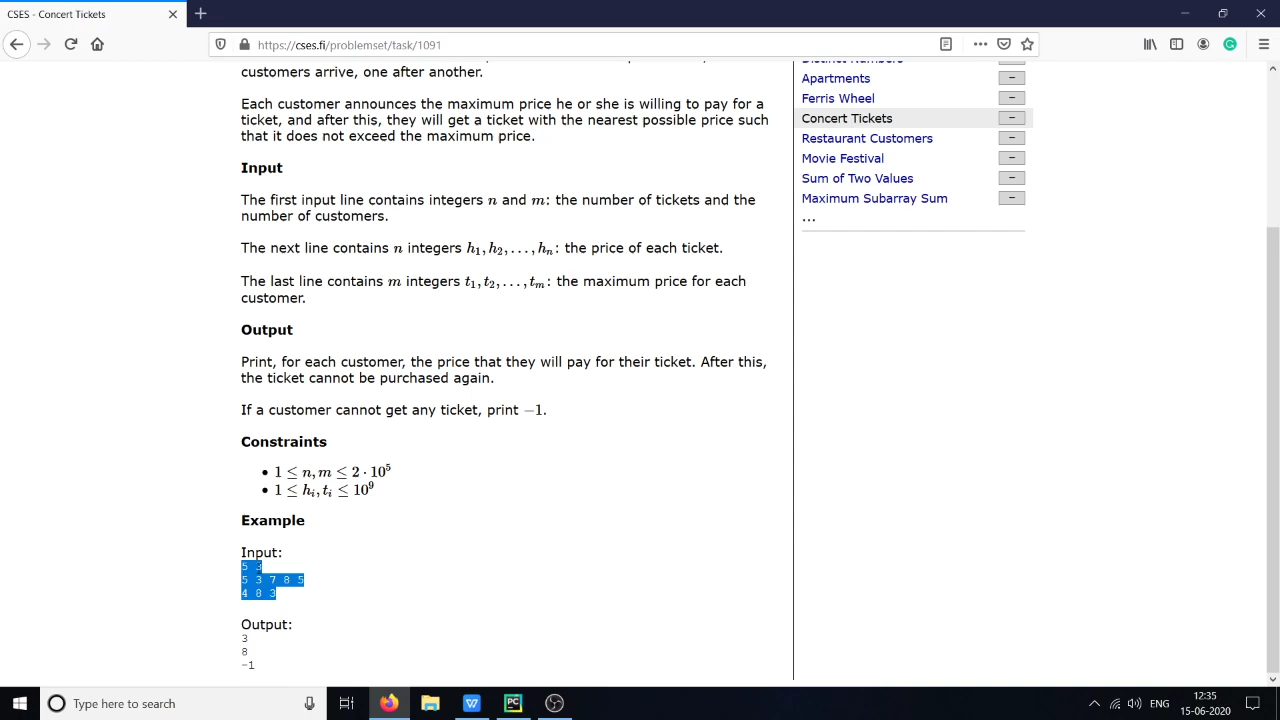 CSES - Concert Tickets
https://cses.fi/problemset/task/1091
customers arrive, one after another.
Each customer announces the maximum price he or she is willing to pay for a
ticket, and after this, they will get a ticket with the nearest possible price such
that it does not exceed the maximum price.
Input
The first input line contains integers n and m: the number of tickets and the
number of customers.
The next line contains n integers h₁, h₂, . . . , hₙ: the price of each ticket.
The last line contains m integers t₁, t₂, . . . , tₘ: the maximum price for each
customer.
Output
Print, for each customer, the price that they will pay for their ticket. After this,
the ticket cannot be purchased again.
If a customer cannot get any ticket, print −1.
Constraints
• 1 ≤ n, m ≤ 2 · 10⁵
• 1 ≤ hᵢ, tᵢ ≤ 10⁹
Example
Input:
5 3
5 3 7 8 5
4 8 3
Output:
3
8
-1
Distinct Numbers
Apartments –
Ferris Wheel –
Concert Tickets –
Restaurant Customers –
Movie Festival –
Sum of Two Values –
Maximum Subarray Sum –
...
Type here to search
ENG
12:35
15-06-2020